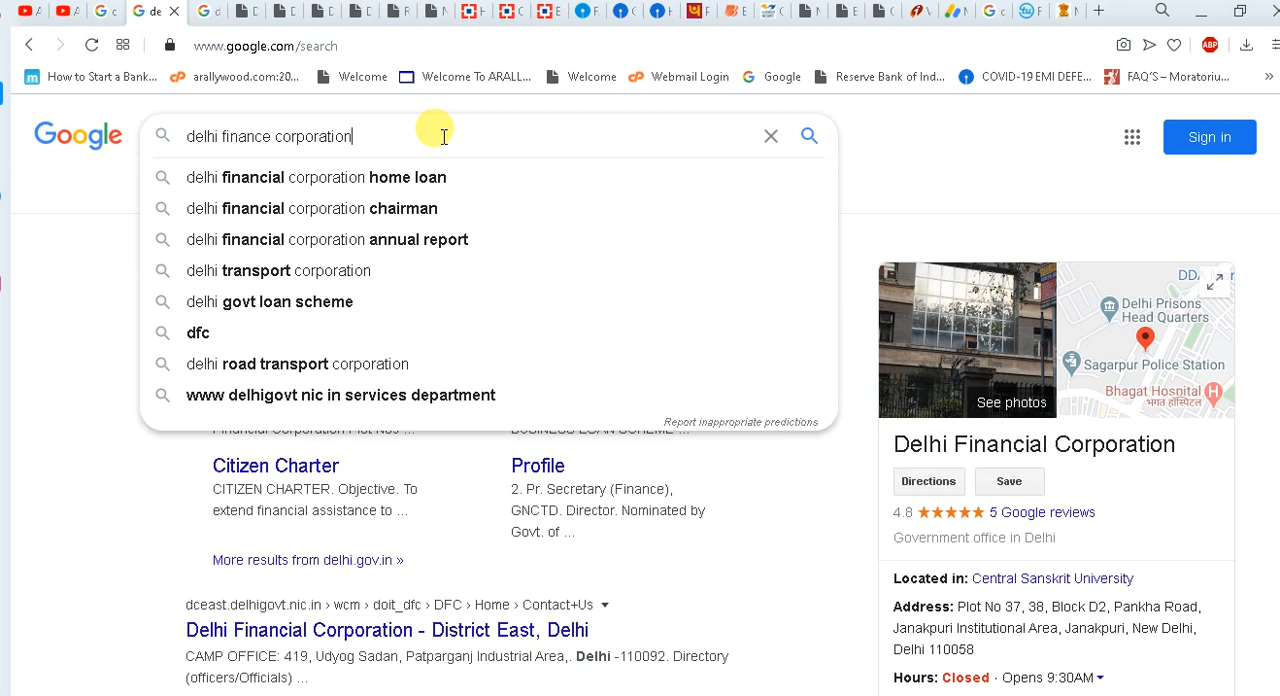 de
www.google.com/search
ABP
How to Start a Bank...
arallywood.com:20...
Welcome
Welcome To ARALL...
Welcome
Webmail Login
Google
Reserve Bank of Ind...
COVID-19 EMI DEFE...
FAQ'S – Moratoriu...
»
Google
delhi finance corporation
Sign in
delhi financial corporation home loan
delhi financial corporation chairman
delhi financial corporation annual report
delhi transport corporation
delhi govt loan scheme
dfc
delhi road transport corporation
www delhigovt nic in services department
Report inappropriate predictions
Citizen Charter
CITIZEN CHARTER. Objective. To
extend financial assistance to ...
Profile
2. Pr. Secretary (Finance),
GNCTD. Director. Nominated by
Govt. of ...
More results from delhi.gov.in »
dceast.delhigovt.nic.in › wcm › doit_dfc › DFC › Home › Contact+Us
Delhi Financial Corporation - District East, Delhi
CAMP OFFICE: 419, Udyog Sadan, Patparganj Industrial Area,. Delhi -110092. Directory
(officers/Officials) ...
See photos
Delhi Prisons
Head Quarters
Sagarpur Police Station
Bhagat Hospital
भगत हॉस्पिटल
Delhi Financial Corporation
Directions
Save
4.8 ★★★★★ 5 Google reviews
Government office in Delhi
Located in: Central Sanskrit University
Address: Plot No 37, 38, Block D2, Pankha Road,
Janakpuri Institutional Area, Janakpuri, New Delhi,
Delhi 110058
Hours: Closed · Opens 9:30AM